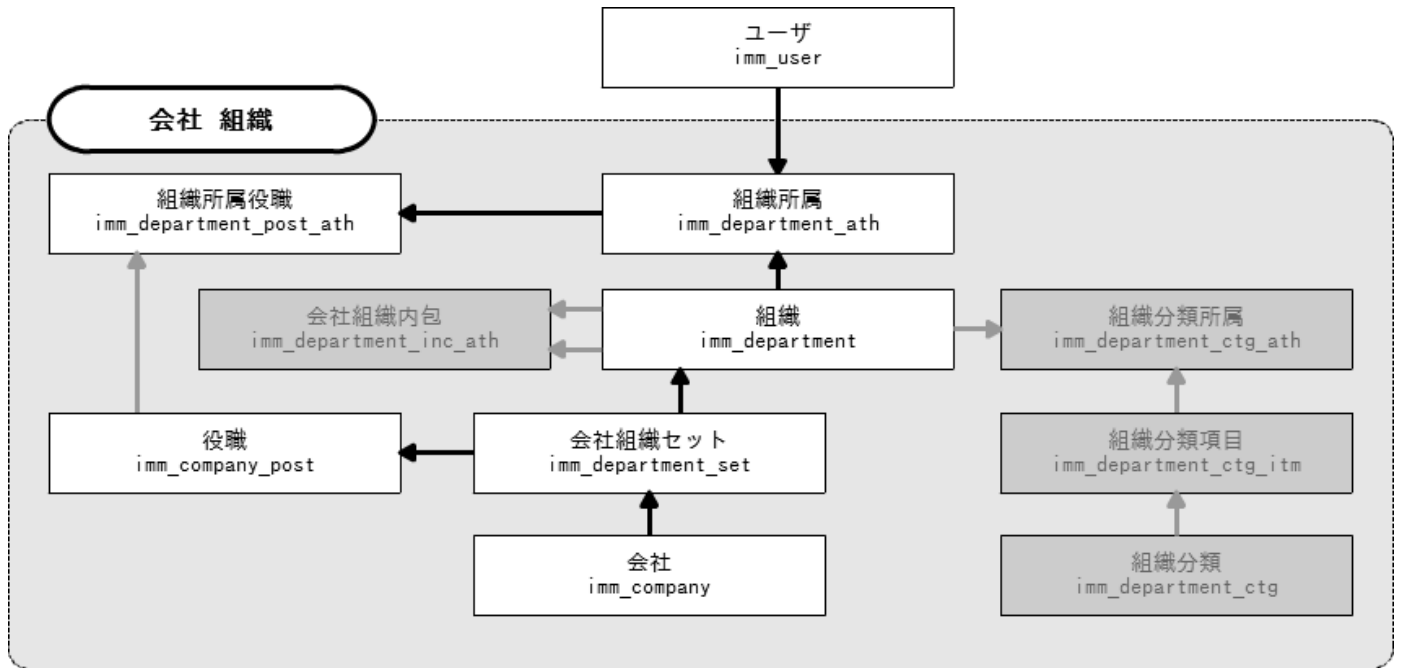 ユーザ
imm_user
会社 組織
組織所属役職
imm_department_post_ath
組織所属
imm_department_ath
会社組織内包
imm_department_inc_ath
組織
imm_department
組織分類所属
imm_department_ctg_ath
役職
imm_company_post
会社組織セット
imm_department_set
組織分類項目
imm_department_ctg_itm
会社
imm_company
組織分類
imm_department_ctg